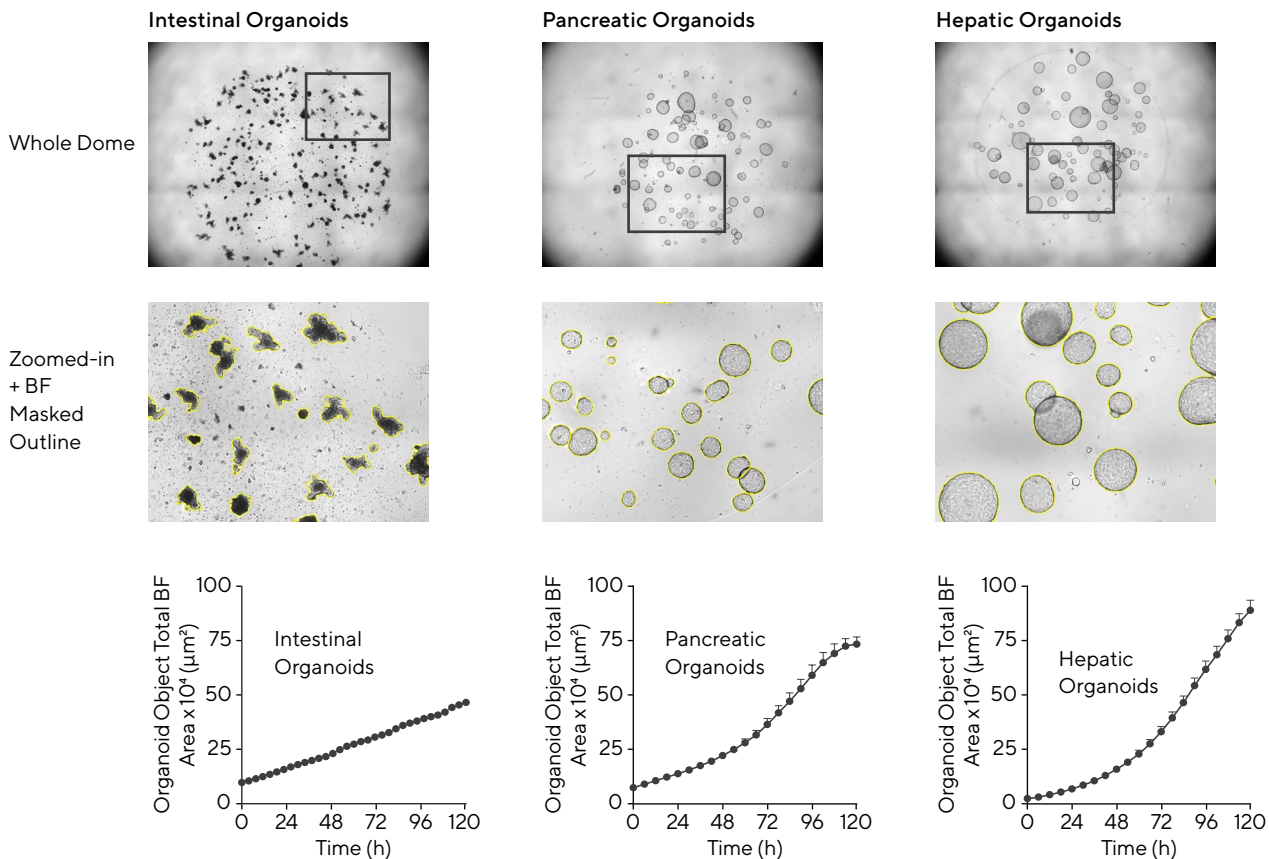 Intestinal Organoids
Pancreatic Organoids
Hepatic Organoids
Whole Dome
Zoomed-in
+ BF
Masked
Outline
Organoid Object Total BF
Area x 10⁴ (µm²)
100
75
50
25
0
Intestinal
Organoids
0 24 48 72 96 120
Time (h)
Organoid Object Total BF
Area x 10⁴ (µm²)
100
75
50
25
0
Pancreatic
Organoids
0 24 48 72 96 120
Time (h)
Organoid Object Total BF
Area x 10⁴ (µm²)
100
75
50
25
0
Hepatic
Organoids
0 24 48 72 96 120
Time (h)